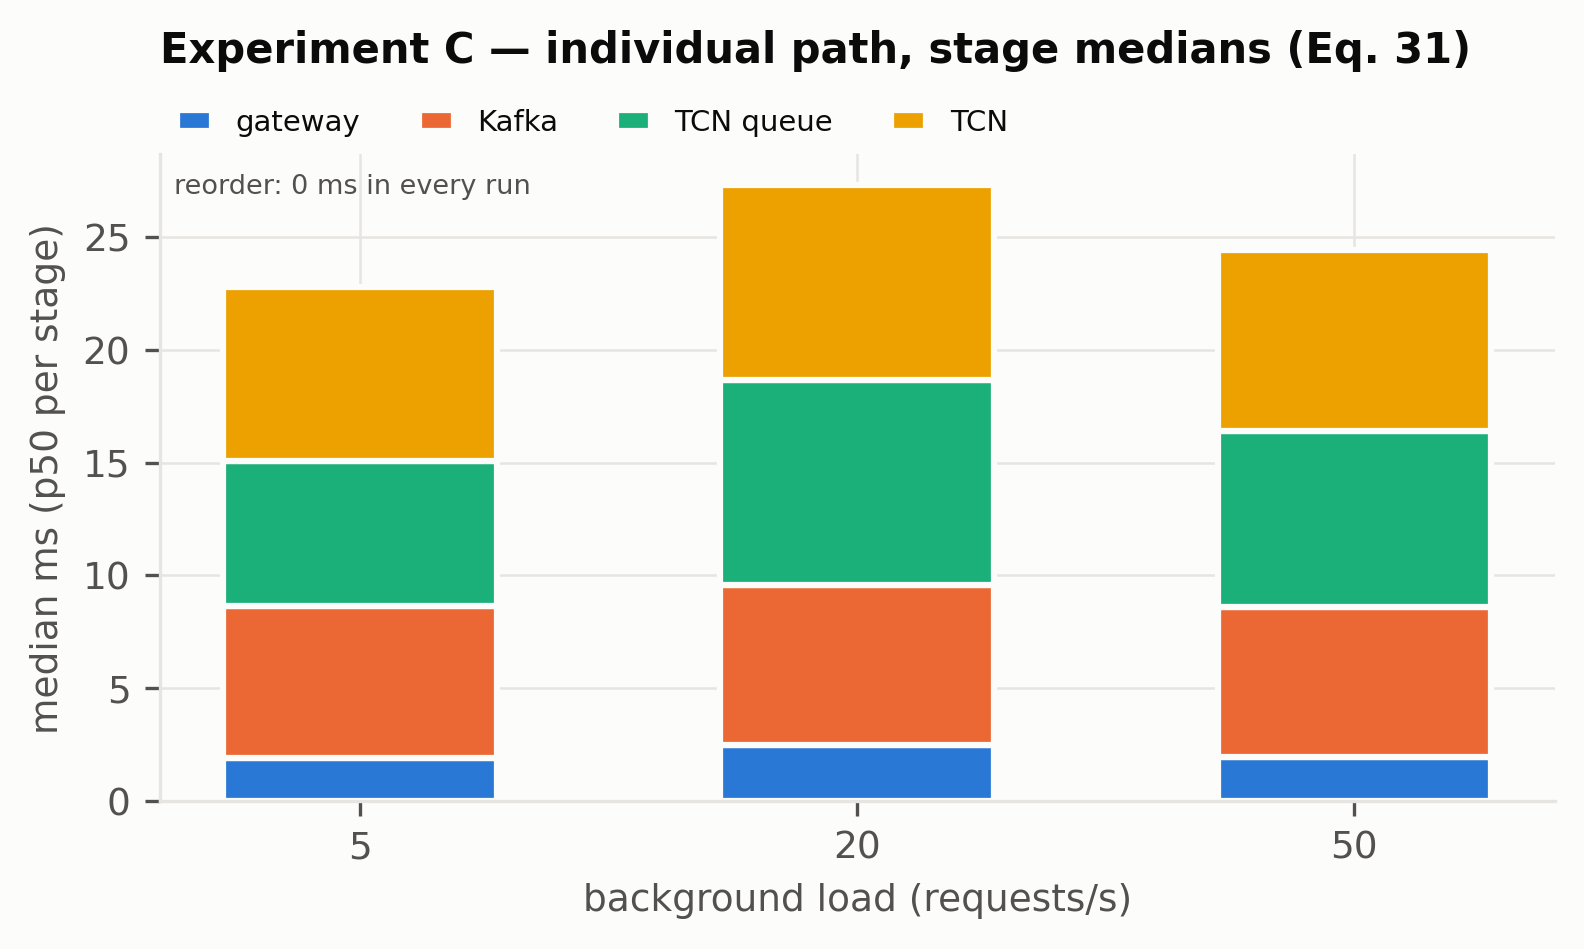 Experiment C — individual path, stage medians (Eq. 31)
gateway Kafka TCN queue TCN
reorder: 0 ms in every run
median ms (p50 per stage)
25
20
15
10
5
0
5 20 50
background load (requests/s)